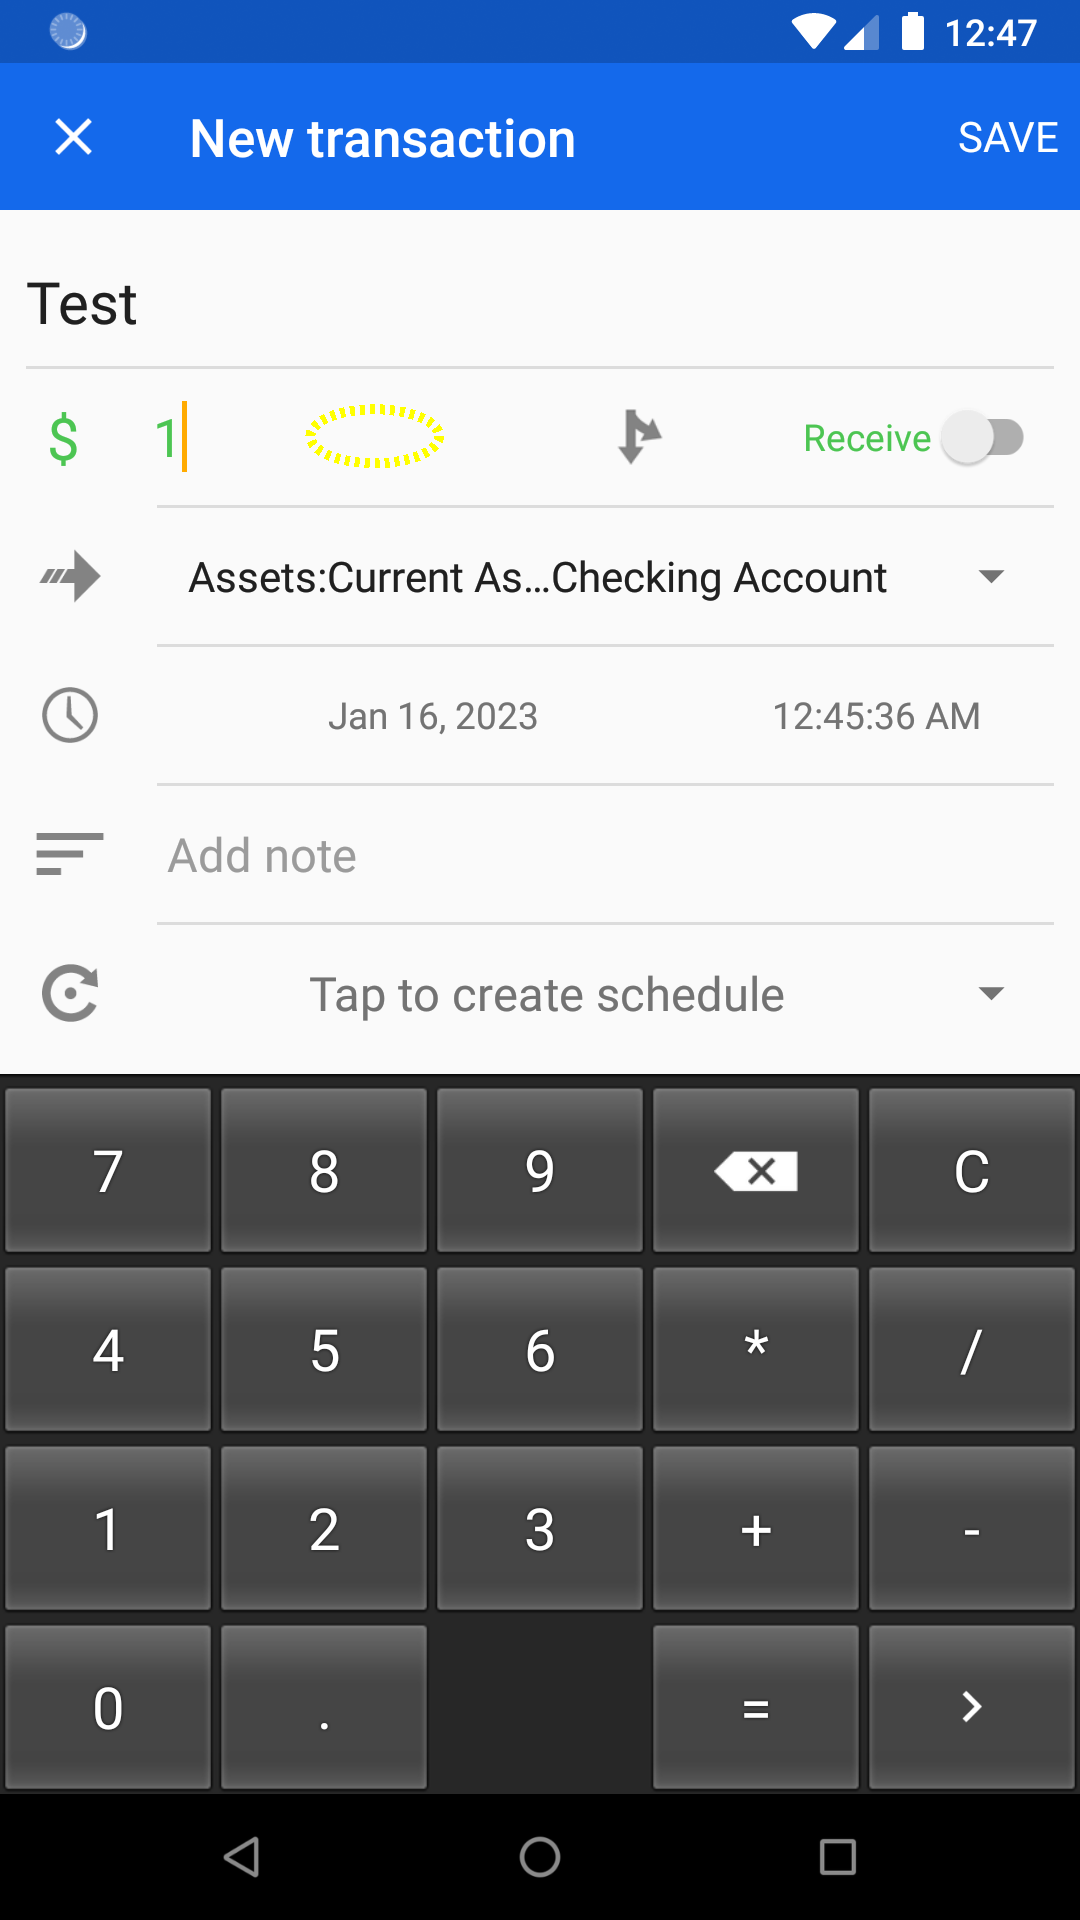 12:47
New transaction
SAVE
Test
$ 1 Receive
Assets:Current As...Checking Account
Jan 16, 2023 12:45:36 AM
Add note
Tap to create schedule
7 8 9 C
4 5 6 * /
1 2 3 + -
0 . = >